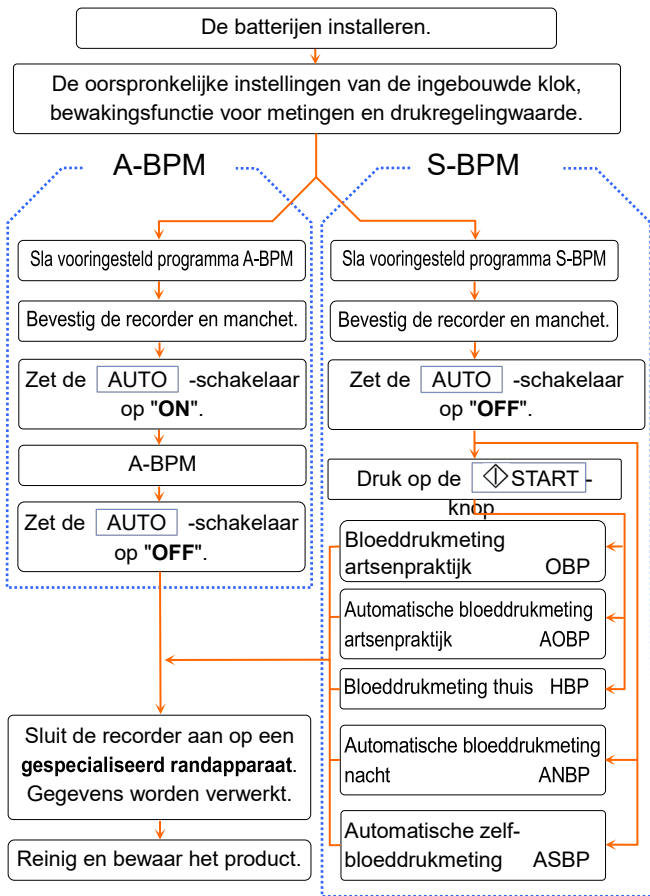 De batterijen installeren.
De oorspronkelijke instellingen van de ingebouwde klok,
bewakingsfunctie voor metingen en drukregelingwaarde.
A-BPM
Sla vooringesteld programma A-BPM
Bevestig de recorder en manchet.
Zet de AUTO -schakelaar
op "ON".
A-BPM
Zet de AUTO -schakelaar
op "OFF".
S-BPM
Sla vooringesteld programma S-BPM
Bevestig de recorder en manchet.
Zet de AUTO -schakelaar
op "OFF".
Druk op de START -
knop
Bloeddrukmeting
artsenpraktijk OBP
Automatische bloeddrukmeting
artsenpraktijk AOBP
Bloeddrukmeting thuis HBP
Automatische bloeddrukmeting
nacht ANBP
Automatische zelf-
bloeddrukmeting ASBP
Sluit de recorder aan op een
gespecialiseerd randapparaat.
Gegevens worden verwerkt.
Reinig en bewaar het product.